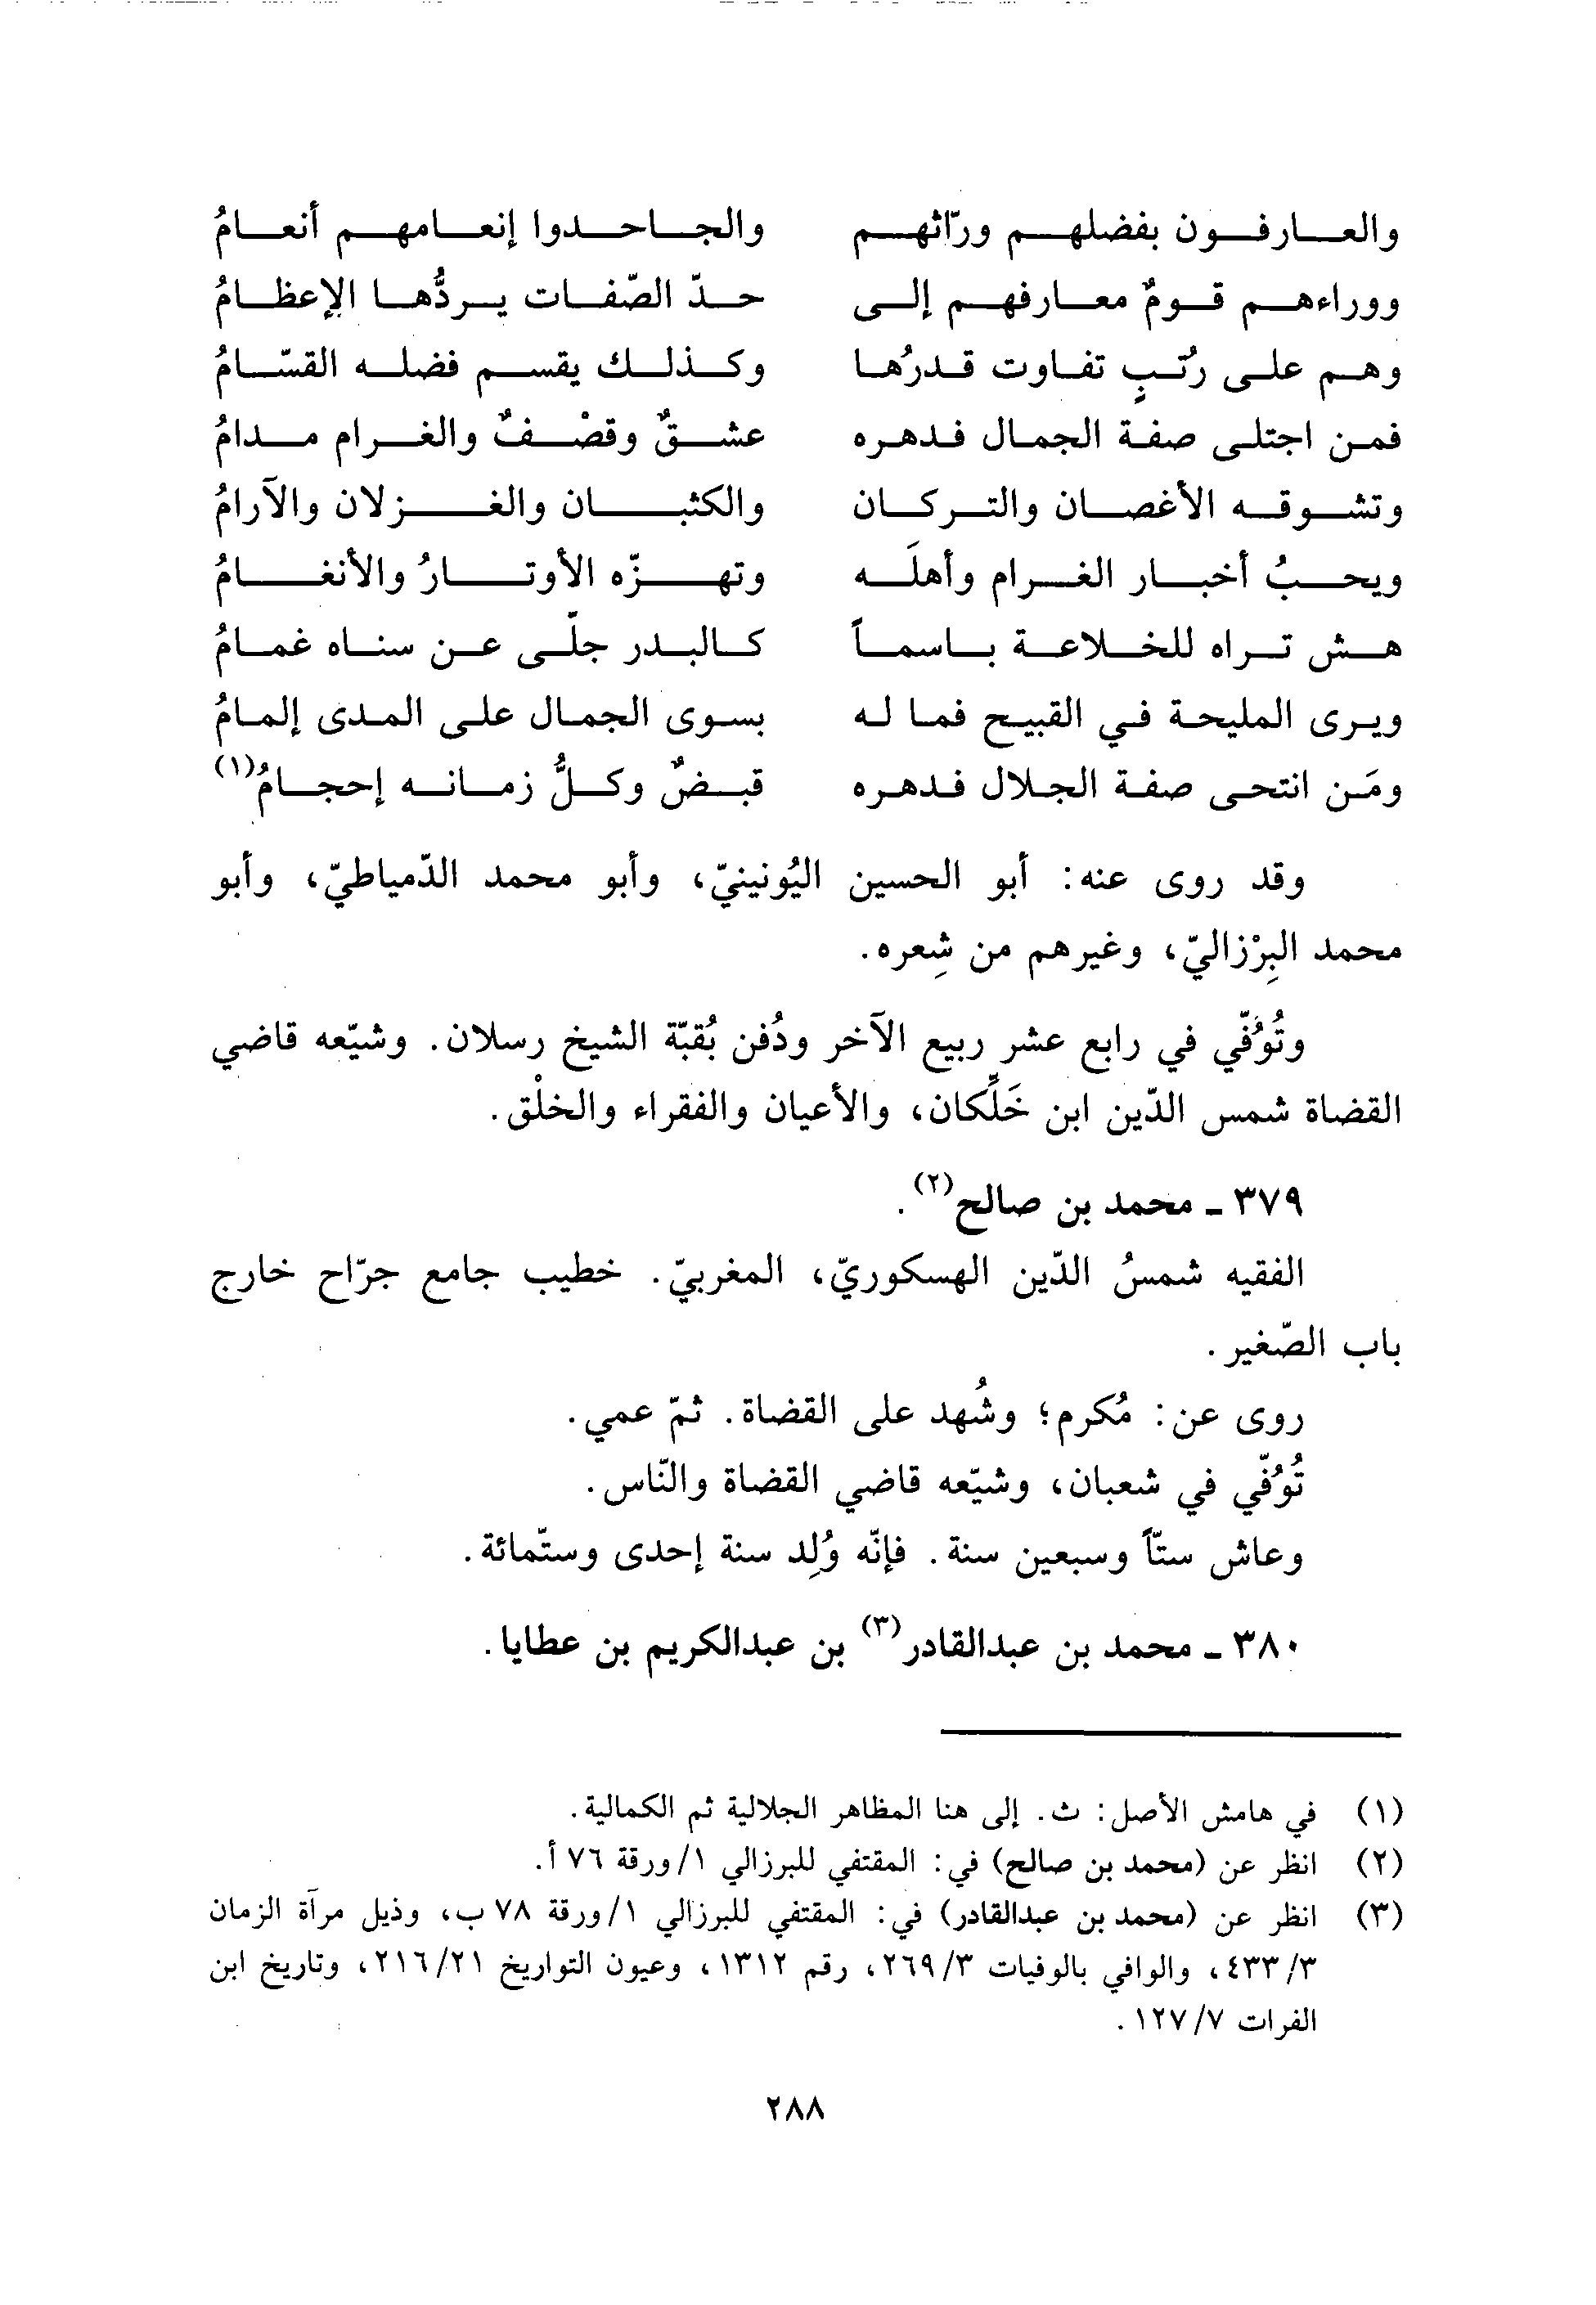 والعارفون بفضلهم ورّاثهم والجاحدوا إنعامهم أنعامُ
ووراءهم قومٌ معارفهم إلى حدّ الصّفات يردُّها الإعظامُ
وهم على رُتبٍ تفاوت قدرُها وكذلك يقسم فضله القسّامُ
فمن اجتلى صفة الجمال فدهره عشقٌ وقصْفٌ والغرام مدامُ
وتشوقه الأغصان والتركان والكثبان والغزلان والآرامُ
ويحبُ أخبار الغرام وأهلَه وتهزّه الأوتارُ والأنغامُ
هش تراه للخلاعة باسماً كالبدر جلّى عن سناه غمامُ
ويرى المليحة في القبيح فما له بسوى الجمال على المدى إلمامُ
ومَن انتحى صفة الجلال فدهره قبضٌ وكلُّ زمانه إحجامُ(١)
وقد روى عنه: أبو الحسين اليُونينيّ، وأبو محمد الدّمياطيّ، وأبو
محمد البِرْزاليّ، وغيرهم من شِعره.
وتُوُفّي في رابع عشر ربيع الآخر ودُفن بُقبّة الشيخ رسلان. وشيّعه قاضي
القضاة شمس الدّين ابن خَلِّكان، والأعيان والفقراء والخلْق.
٣٧٩ ـ محمد بن صالح(٢).
الفقيه شمسُ الدّين الهسكوريّ، المغربيّ. خطيب جامع جرّاح خارج
باب الصّغير.
روى عن: مُكرم؛ وشُهد على القضاة. ثمّ عمي.
تُوُفّي في شعبان، وشيّعه قاضي القضاة والنّاس.
وعاش ستّاً وسبعين سنة. فإنّه وُلِد سنة إحدى وستّمائة.
٣٨٠ ـ محمد بن عبدالقادر(٣) بن عبدالكريم بن عطايا.
(١) في هامش الأصل: ث. إلى هنا المظاهر الجلالية ثم الكمالية.
(٢) انظر عن (محمد بن صالح) في: المقتفي للبرزالي ١/ورقة ٧٦ أ.
(٣) انظر عن (محمد بن عبدالقادر) في: المقتفي للبرزالي ١/ورقة ٧٨ ب، وذيل مرآة الزمان
٣/ ٤٣٣، والوافي بالوفيات ٣/ ٢٦٩، رقم ١٣١٢، وعيون التواريخ ٢١/ ٢١٦، وتاريخ ابن
الفرات ٧/ ١٢٧.
٢٨٨